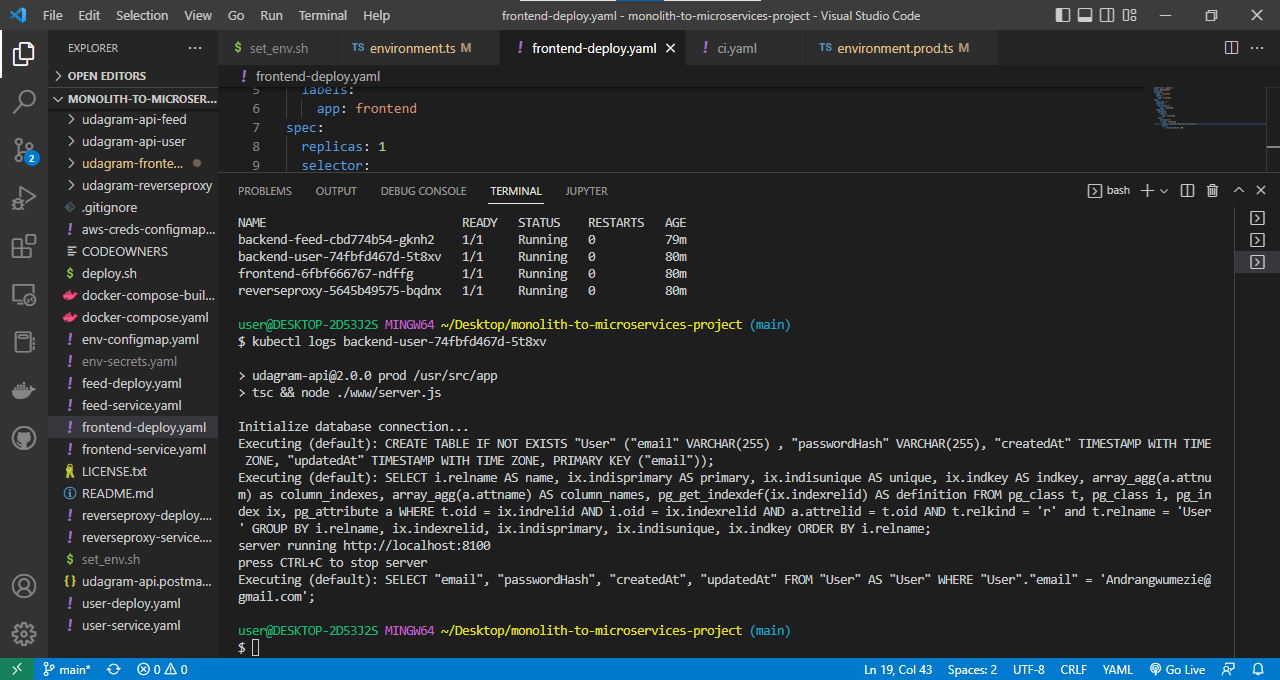 File Edit Selection View Go Run Terminal Help frontend-deploy.yaml - monolith-to-microservices-project - Visual Studio Code
EXPLORER
OPEN EDITORS
MONOLITH-TO-MICROSER...
udagram-api-feed
udagram-api-user
udagram-fronte...
udagram-reverseproxy
.gitignore
aws-creds-configmap...
CODEOWNERS
$ deploy.sh
docker-compose-buil...
docker-compose.yaml
! env-configmap.yaml
! env-secrets.yaml
! feed-deploy.yaml
! feed-service.yaml
! frontend-deploy.yaml
! frontend-service.yaml
LICENSE.txt
README.md
! reverseproxy-deploy....
! reverseproxy-service....
$ set_env.sh
{} udagram-api.postma...
! user-deploy.yaml
! user-service.yaml
2
$ set_env.sh TS environment.ts M ! frontend-deploy.yaml ! ci.yaml TS environment.prod.ts M
! frontend-deploy.yaml
5 labels:
6 app: frontend
7 spec:
8 replicas: 1
9 selector:
PROBLEMS OUTPUT DEBUG CONSOLE TERMINAL JUPYTER bash
NAME READY STATUS RESTARTS AGE
backend-feed-cbd774b54-gknh2 1/1 Running 0 79m
backend-user-74fbfd467d-5t8xv 1/1 Running 0 80m
frontend-6fbf666767-ndffg 1/1 Running 0 80m
reverseproxy-5645b49575-bqdnx 1/1 Running 0 80m
user@DESKTOP-2D53J2S MINGW64 ~/Desktop/monolith-to-microservices-project (main)
$ kubectl logs backend-user-74fbfd467d-5t8xv
> udagram-api@2.0.0 prod /usr/src/app
> tsc && node ./www/server.js
Initialize database connection...
Executing (default): CREATE TABLE IF NOT EXISTS "User" ("email" VARCHAR(255) , "passwordHash" VARCHAR(255), "createdAt" TIMESTAMP WITH TIME
ZONE, "updatedAt" TIMESTAMP WITH TIME ZONE, PRIMARY KEY ("email"));
Executing (default): SELECT i.relname AS name, ix.indisprimary AS primary, ix.indisunique AS unique, ix.indkey AS indkey, array_agg(a.attnu
m) as column_indexes, array_agg(a.attname) AS column_names, pg_get_indexdef(ix.indexrelid) AS definition FROM pg_class t, pg_class i, pg_in
dex ix, pg_attribute a WHERE t.oid = ix.indrelid AND i.oid = ix.indexrelid AND a.attrelid = t.oid AND t.relkind = 'r' and t.relname = 'User
' GROUP BY i.relname, ix.indexrelid, ix.indisprimary, ix.indisunique, ix.indkey ORDER BY i.relname;
server running http://localhost:8100
press CTRL+C to stop server
Executing (default): SELECT "email", "passwordHash", "createdAt", "updatedAt" FROM "User" AS "User" WHERE "User"."email" = 'Andrangwumezie@
gmail.com';
user@DESKTOP-2D53J2S MINGW64 ~/Desktop/monolith-to-microservices-project (main)
$
main* 0 0 Ln 19, Col 43 Spaces: 2 UTF-8 CRLF YAML Go Live